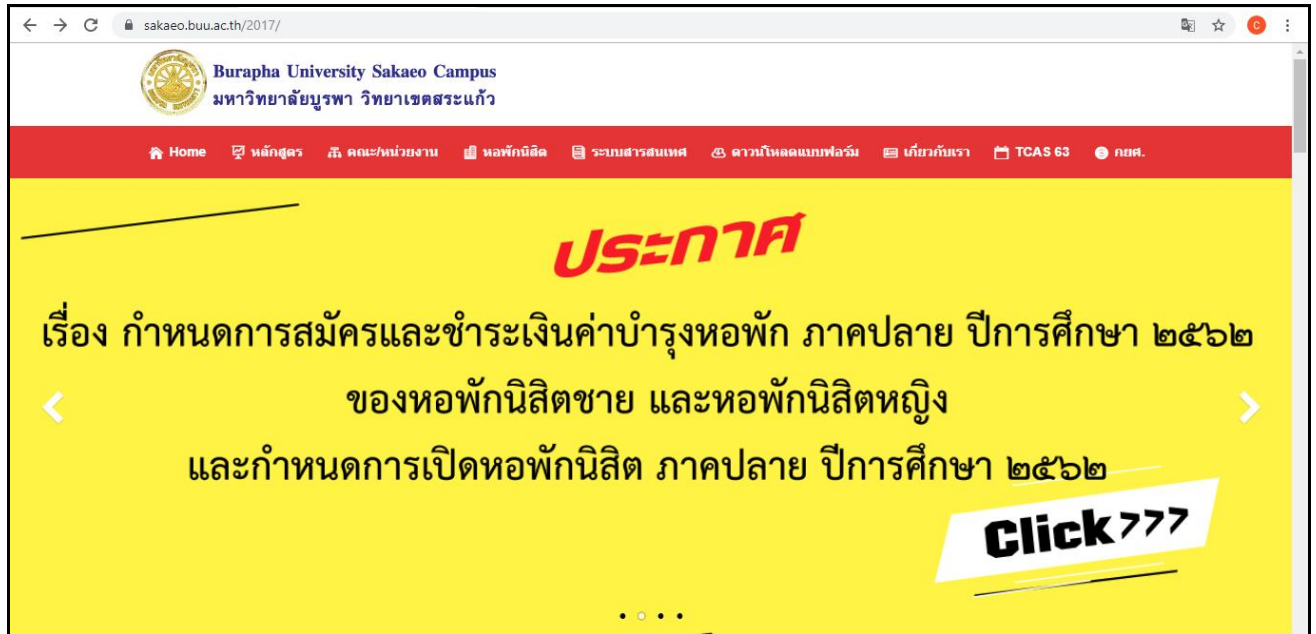 sakaeo.buu.ac.th/2017/
C
Burapha University Sakaeo Campus
มหาวิทยาลัยบูรพา วิทยาเขตสระแก้ว
Home หลักสูตร คณะ/หน่วยงาน หอพักนิสิต ระบบสารสนเทศ ดาวน์โหลดแบบฟอร์ม เกี่ยวกับเรา TCAS 63 กยศ.
ประกาศ
เรื่อง กำหนดการสมัครและชำระเงินค่าบำรุงหอพัก ภาคปลาย ปีการศึกษา ๒๕๖๒
ของหอพักนิสิตชาย และหอพักนิสิตหญิง
และกำหนดการเปิดหอพักนิสิต ภาคปลาย ปีการศึกษา ๒๕๖๒
Click>>>